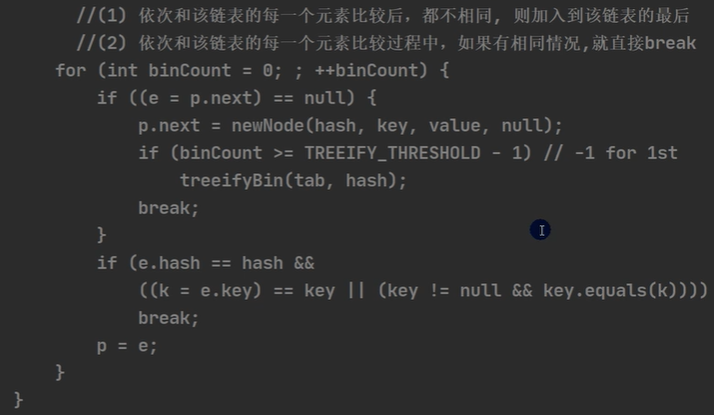 //(1) 依次和该链表的每一个元素比较后，都不相同, 则加入到该链表的最后
//(2) 依次和该链表的每一个元素比较过程中，如果有相同情况,就直接break
for (int binCount = 0; ; ++binCount) {
if ((e = p.next) == null) {
p.next = newNode(hash, key, value, null);
if (binCount >= TREEIFY_THRESHOLD - 1) // -1 for 1st
treeifyBin(tab, hash);
break;
}
if (e.hash == hash &&
((k = e.key) == key || (key != null && key.equals(k))))
break;
p = e;
}
}